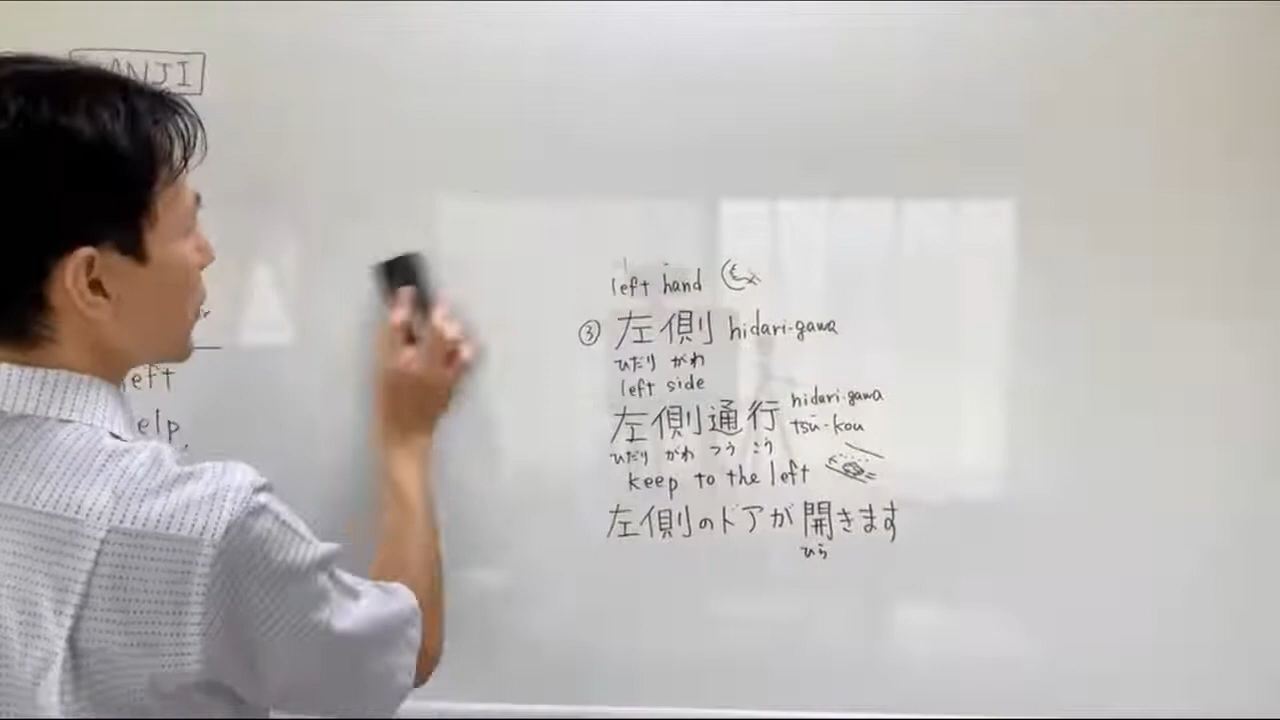 left
elp,
left hand
③ 左側 hidari-gawa
ひだり がわ
left side
左側通行 hidari-gawa tsū-kou
ひだり がわ つう こう
keep to the left
左側のドアが開きます
ひら